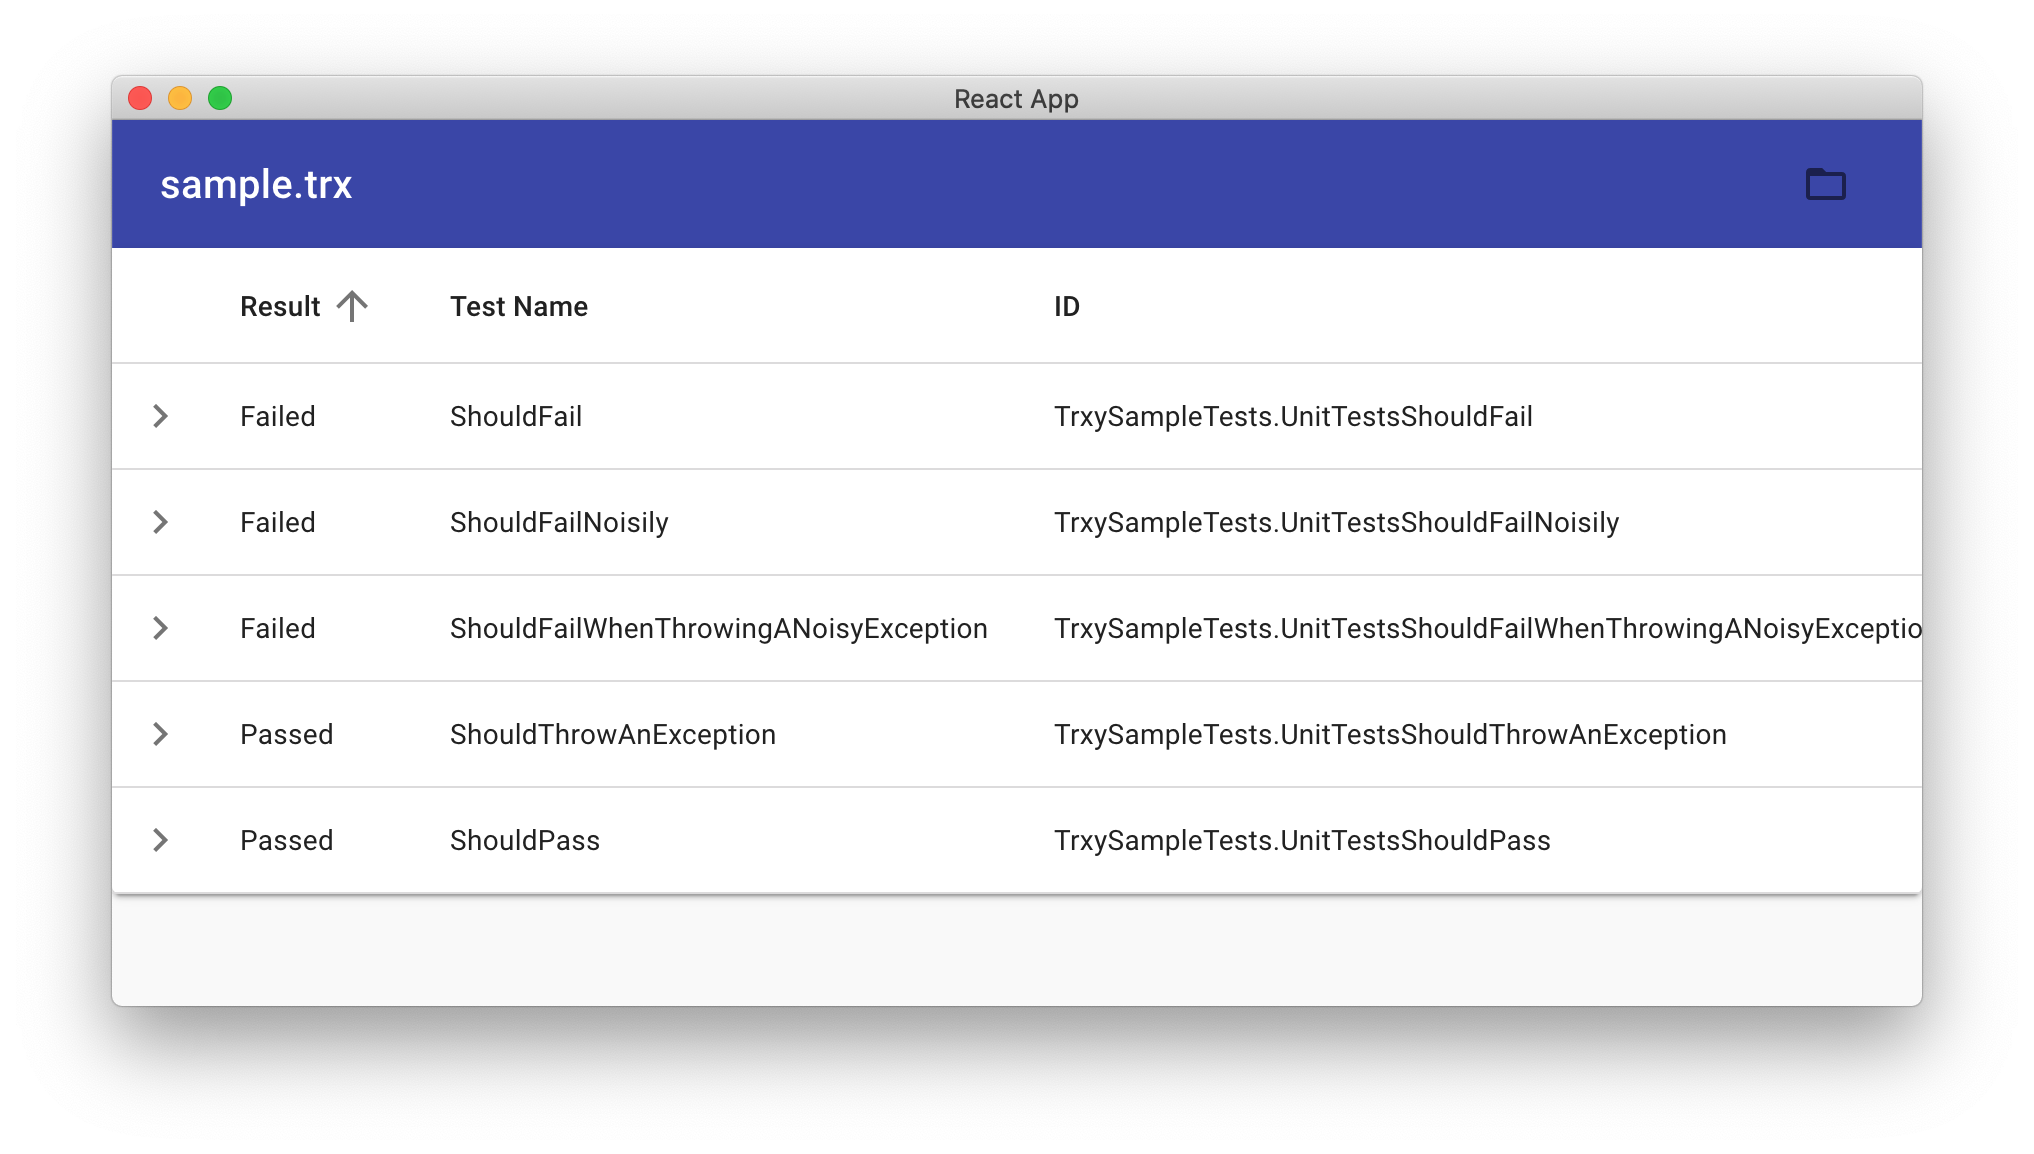 React App
sample.trx
Result Test Name ID
Failed ShouldFail TrxySampleTests.UnitTestsShouldFail
Failed ShouldFailNoisily TrxySampleTests.UnitTestsShouldFailNoisily
Failed ShouldFailWhenThrowingANoisyException TrxySampleTests.UnitTestsShouldFailWhenThrowingANoisyExceptio
Passed ShouldThrowAnException TrxySampleTests.UnitTestsShouldThrowAnException
Passed ShouldPass TrxySampleTests.UnitTestsShouldPass